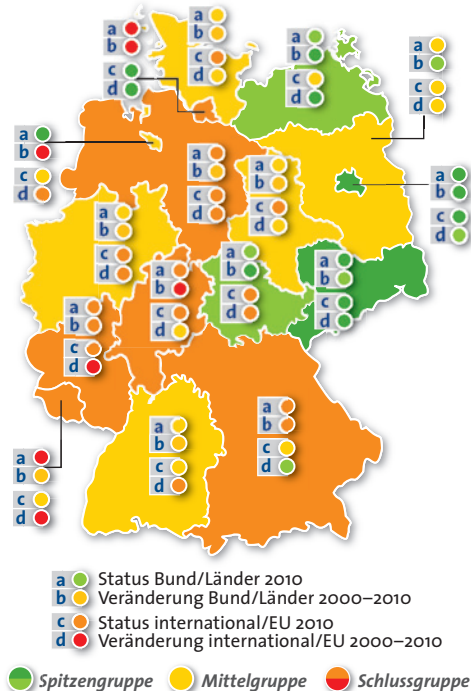 a
b
c
d
a
b
c
d
a
b
c
d
a
b
c
d
a
b
c
d
a
b
c
d
a
b
c
d
a
b
c
d
a
b
c
d
a
b
c
d
a
b
c
d
a
b
c
d
a
b
c
d
a
b
c
d
a
b
c
d
a
b
c
d
a Status Bund/Länder 2010
b Veränderung Bund/Länder 2000–2010
c Status international/EU 2010
d Veränderung international/EU 2000–2010
Spitzengruppe Mittelgruppe Schlussgruppe